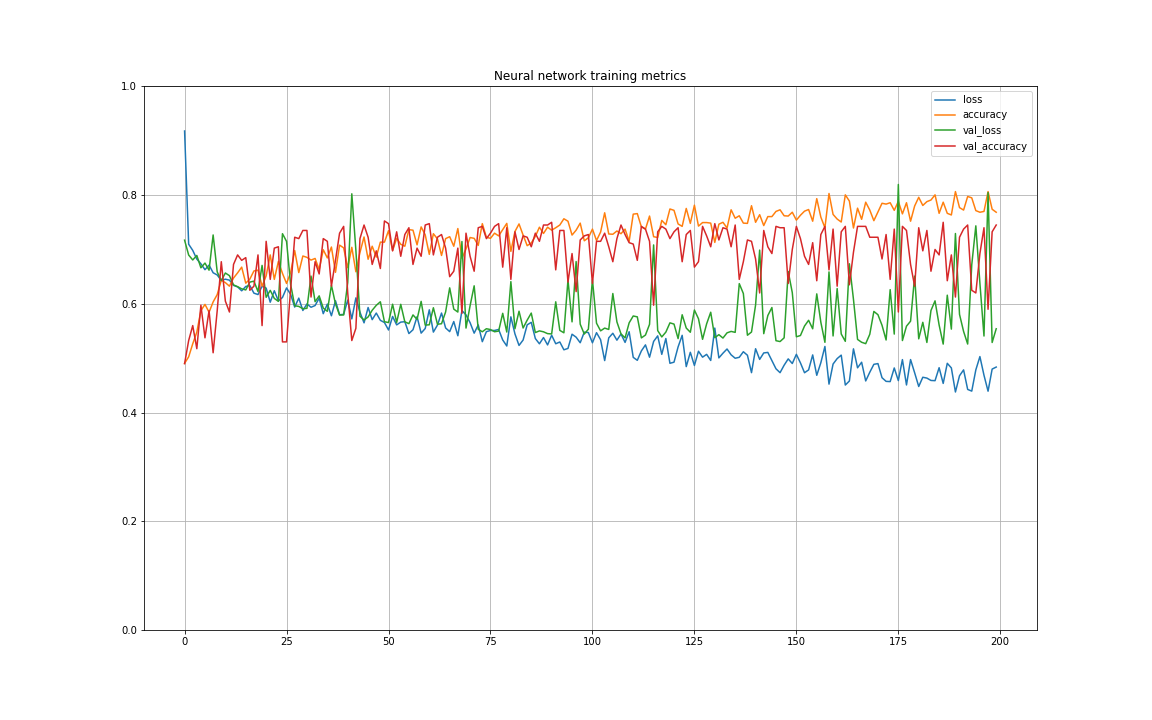 Neural network training metrics
loss
accuracy
val_loss
val_accuracy
1.0
0.8
0.6
0.4
0.2
0.0
0 25 50 75 100 125 150 175 200